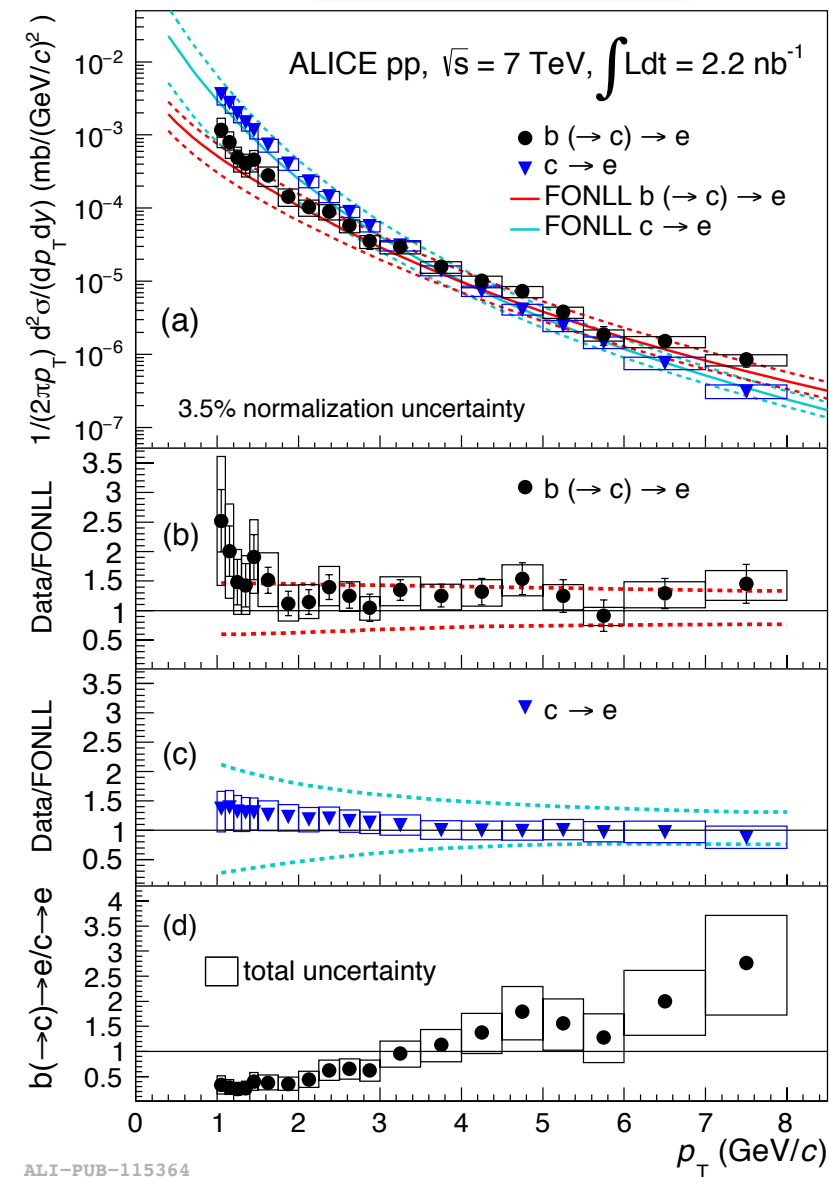 ALICE pp, √s = 7 TeV, ∫Ldt = 2.2 nb⁻¹
b (→ c) → e
c → e
FONLL b (→ c) → e
FONLL c → e
1/(2πp_T) d²σ/(dp_T dy) (mb/(GeV/c)²)
10⁻²
10⁻³
10⁻⁴
10⁻⁵
10⁻⁶
10⁻⁷
(a)
3.5% normalization uncertainty
Data/FONLL
3.5
3
2.5
2
1.5
1
0.5
(b)
b (→ c) → e
Data/FONLL
3.5
3
2.5
2
1.5
1
0.5
(c)
c → e
b(→c)→e/c→e
4
3.5
3
2.5
2
1.5
1
0.5
(d)
total uncertainty
0 1 2 3 4 5 6 7 8
p_T (GeV/c)
ALI-PUB-115364